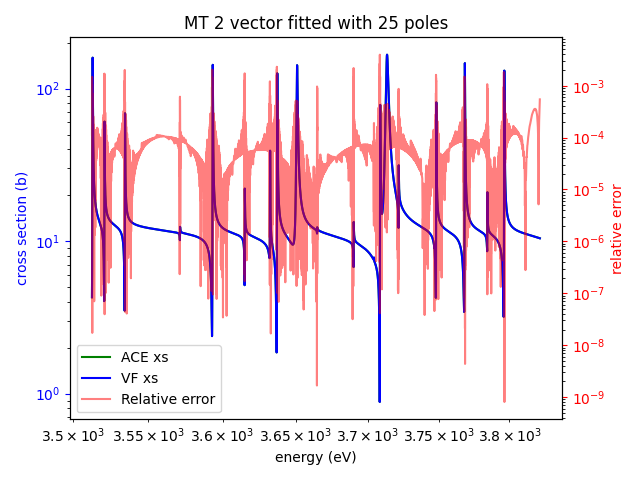 MT 2 vector fitted with 25 poles
cross section (b)
10²
10¹
10⁰
10⁻³
10⁻⁴
10⁻⁵
10⁻⁶
10⁻⁷
10⁻⁸
10⁻⁹
relative error
ACE xs
VF xs
Relative error
3.5 × 10³ 3.55 × 10³ 3.6 × 10³ 3.65 × 10³ 3.7 × 10³ 3.75 × 10³ 3.8 × 10³
energy (eV)